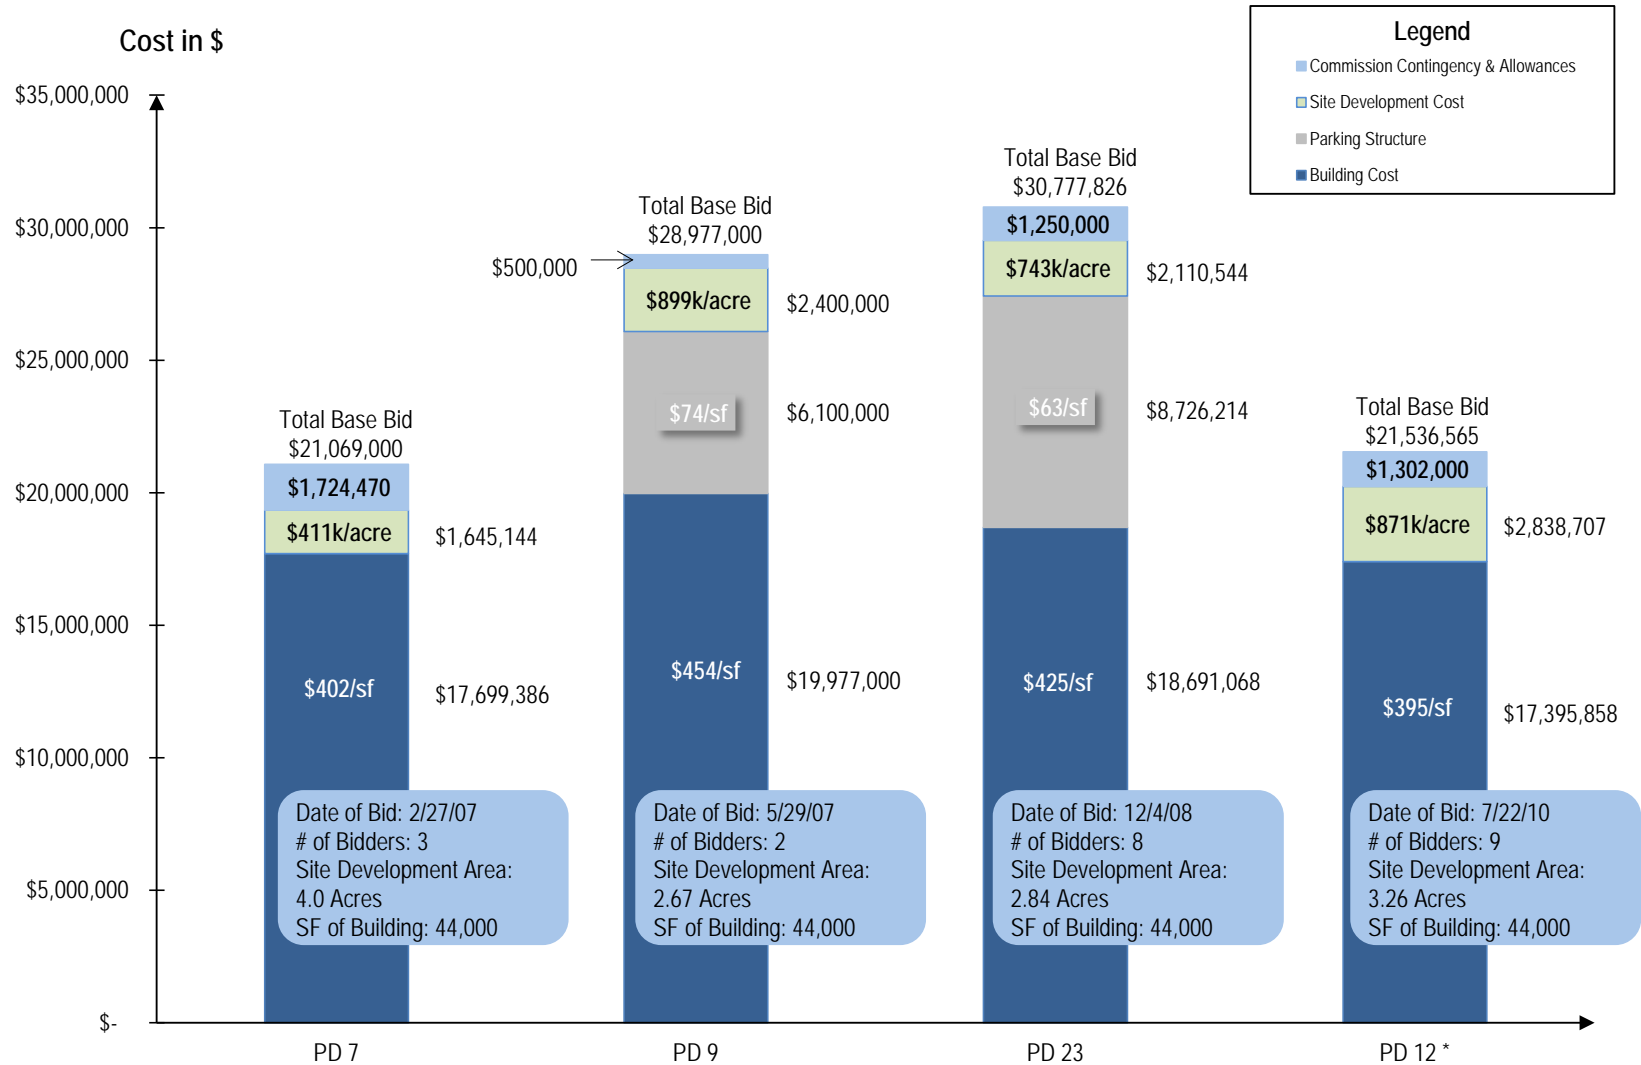 Cost in $
Legend
Commission Contingency & Allowances
Site Development Cost
Parking Structure
Building Cost
$35,000,000
$30,000,000
$25,000,000
$20,000,000
$15,000,000
$10,000,000
$5,000,000
$-
Total Base Bid
$21,069,000
$1,724,470
$411k/acre
$1,645,144
$402/sf
$17,699,386
Date of Bid: 2/27/07
# of Bidders: 3
Site Development Area:
4.0 Acres
SF of Building: 44,000
PD 7
Total Base Bid
$28,977,000
$500,000
$899k/acre
$2,400,000
$74/sf
$6,100,000
$454/sf
$19,977,000
Date of Bid: 5/29/07
# of Bidders: 2
Site Development Area:
2.67 Acres
SF of Building: 44,000
PD 9
Total Base Bid
$30,777,826
$1,250,000
$743k/acre
$2,110,544
$63/sf
$8,726,214
$425/sf
$18,691,068
Date of Bid: 12/4/08
# of Bidders: 8
Site Development Area:
2.84 Acres
SF of Building: 44,000
PD 23
Total Base Bid
$21,536,565
$1,302,000
$871k/acre
$2,838,707
$395/sf
$17,395,858
Date of Bid: 7/22/10
# of Bidders: 9
Site Development Area:
3.26 Acres
SF of Building: 44,000
PD 12 *